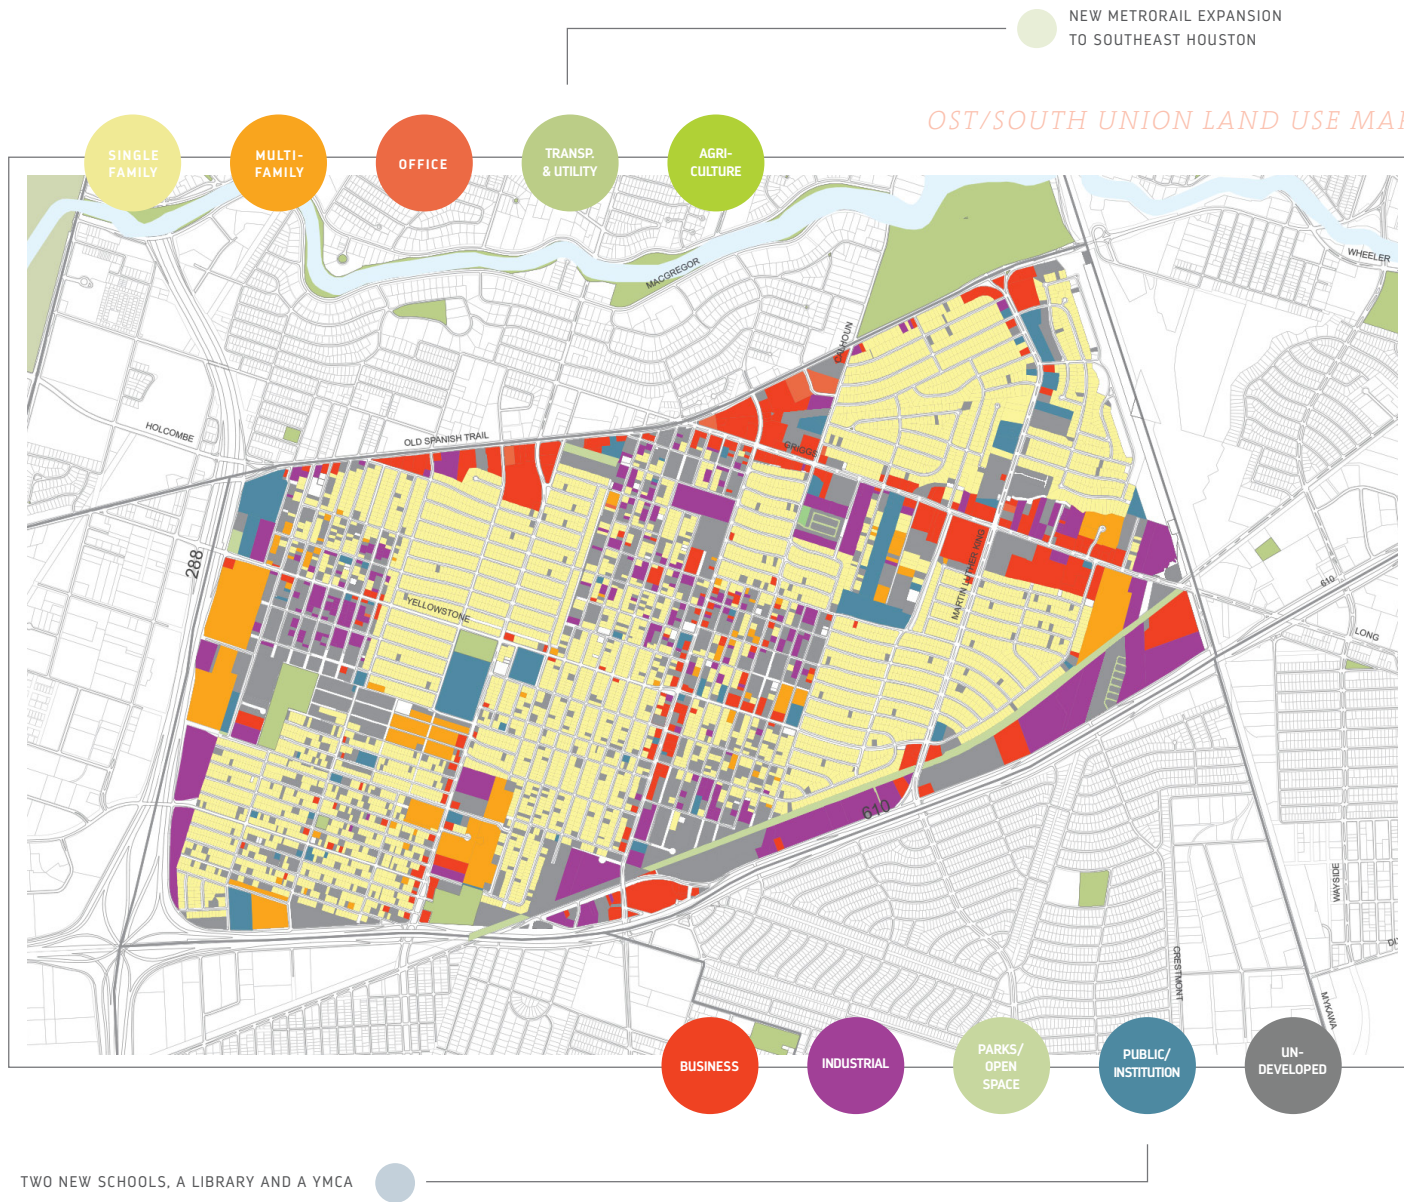 NEW METRORAIL EXPANSION
TO SOUTHEAST HOUSTON
OST/SOUTH UNION LAND USE MAP
SINGLE
FAMILY
MULTI-
FAMILY
OFFICE
TRANSP.
& UTILITY
AGRI-
CULTURE
WHEELER
MACGREGOR
CALHOUN
HOLCOMBE
OLD SPANISH TRAIL
GRIGGS
288
MARTIN LUTHER KING
YELLOWSTONE
610
LONG
610
WAYSIDE
CRESTMONT
MYKAWA
BUSINESS
INDUSTRIAL
PARKS/
OPEN
SPACE
PUBLIC/
INSTITUTION
UN-
DEVELOPED
TWO NEW SCHOOLS, A LIBRARY AND A YMCA